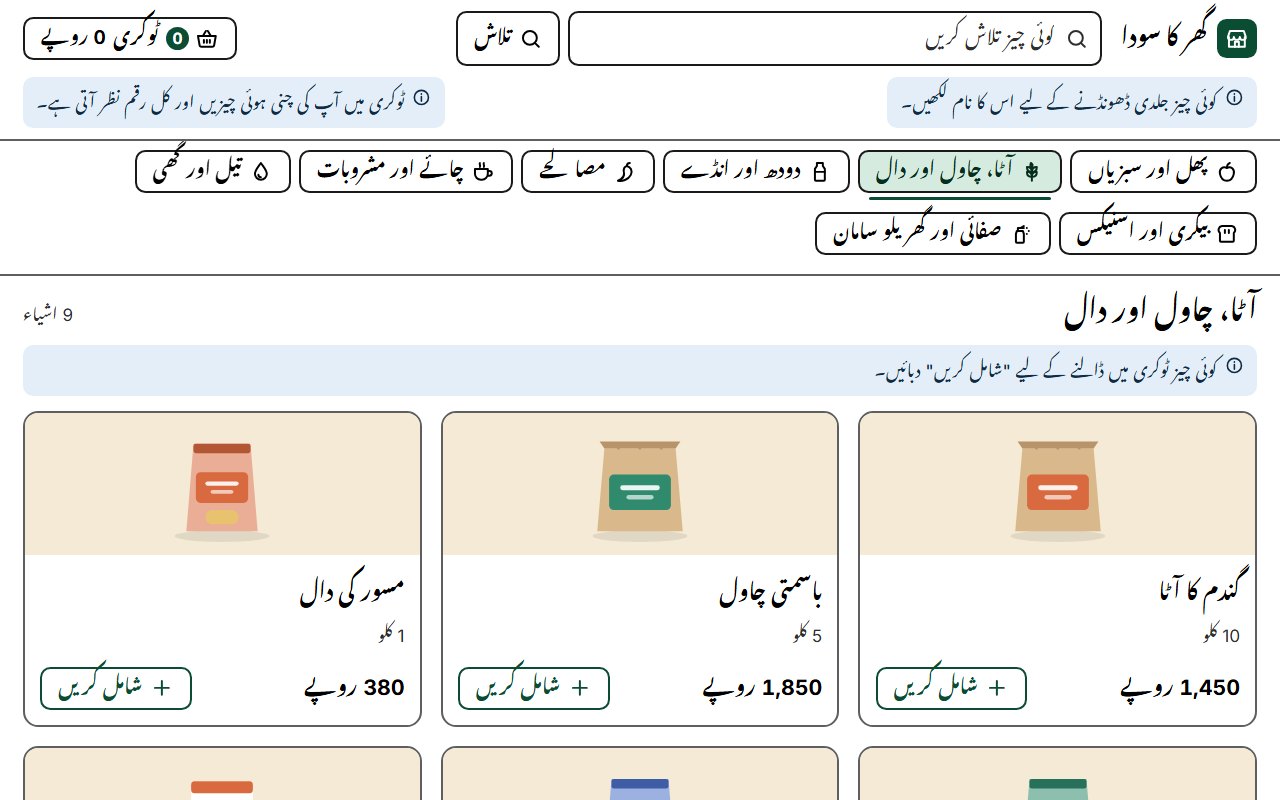 گھر کا سودا
کوئی چیز تلاش کریں
تلاش
ٹوکری 0 0 روپے
کوئی چیز جلدی ڈھونڈنے کے لیے اس کا نام لکھیں۔
ٹوکری میں آپ کی چنی ہوئی چیزیں اور کل رقم نظر آتی ہے۔
پھل اور سبزیاں
آٹا، چاول اور دال
دودھ اور انڈے
مصالحے
چائے اور مشروبات
تیل اور گھی
بیکری اور اسنیکس
صفائی اور گھریلو سامان
آٹا، چاول اور دال
9 اشیاء
کوئی چیز ٹوکری میں ڈالنے کے لیے "شامل کریں" دبائیں۔
گندم کا آٹا
10 کلو
1,450 روپے
شامل کریں
باسمتی چاول
5 کلو
1,850 روپے
شامل کریں
مسور کی دال
1 کلو
380 روپے
شامل کریں